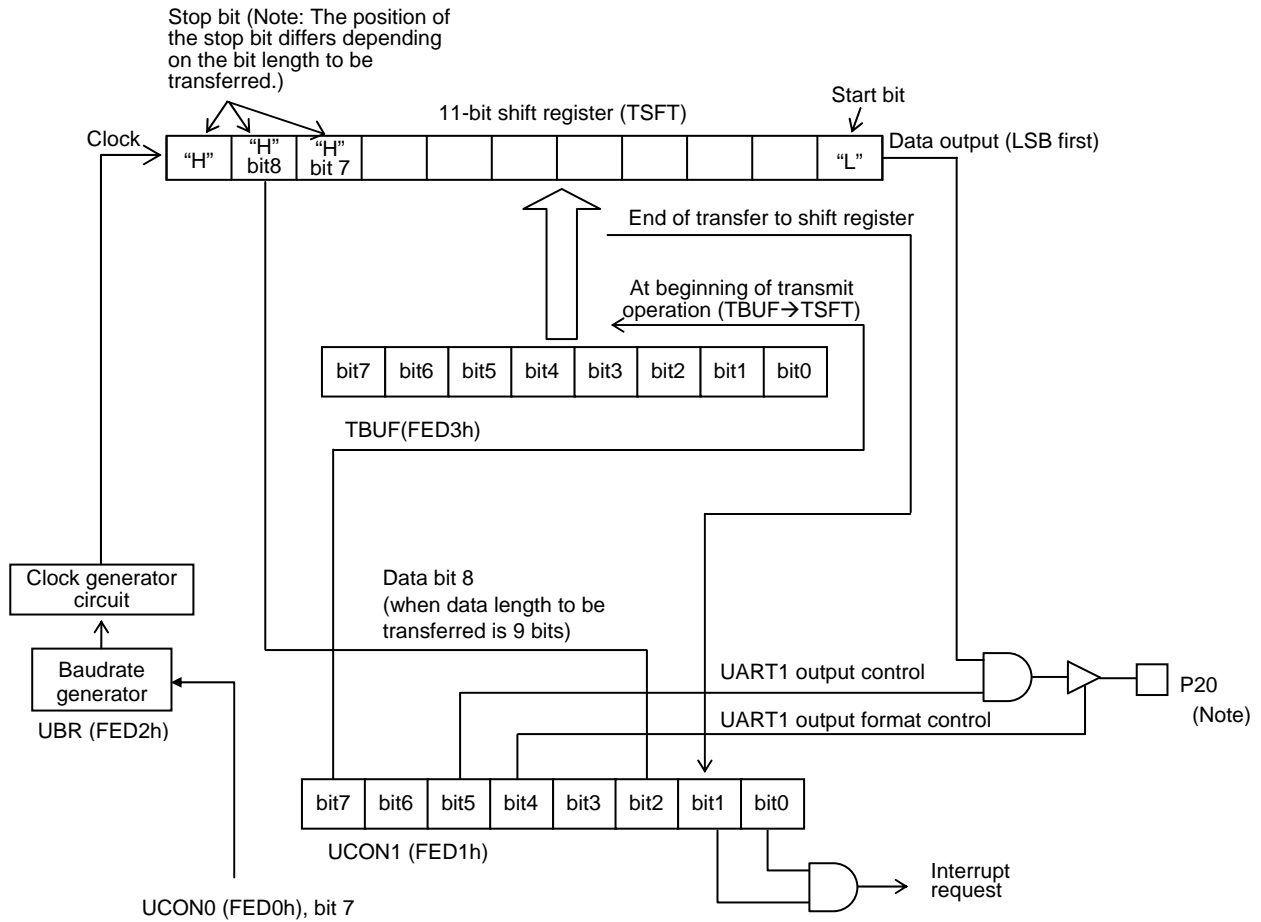 Stop bit (Note: The position of
the stop bit differs depending
on the bit length to be
transferred.)
11-bit shift register (TSFT)
Start bit
Clock
“H”
“H”
bit8
“H”
bit 7
“L”
Data output (LSB first)
End of transfer to shift register
At beginning of transmit
operation (TBUF→TSFT)
bit7 bit6 bit5 bit4 bit3 bit2 bit1 bit0
TBUF(FED3h)
Clock generator
circuit
Data bit 8
(when data length to be
transferred is 9 bits)
Baudrate
generator
UBR (FED2h)
UART1 output control
P20
(Note)
UART1 output format control
bit7 bit6 bit5 bit4 bit3 bit2 bit1 bit0
UCON1 (FED1h)
Interrupt
request
UCON0 (FED0h), bit 7